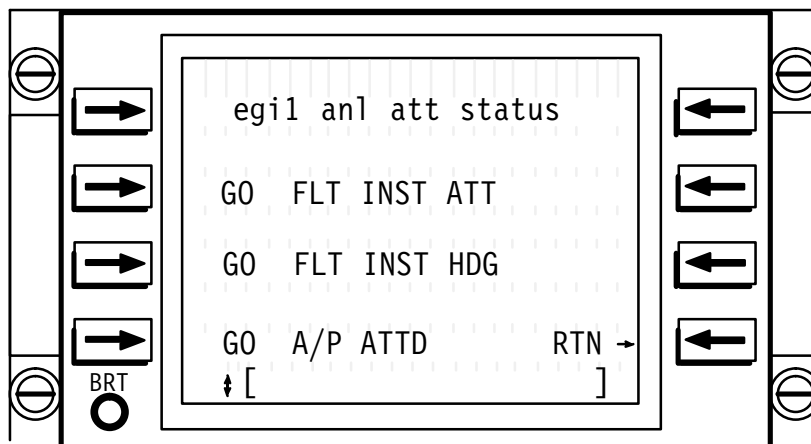 egi1 anl att status
GO FLT INST ATT
GO FLT INST HDG
GO A/P ATTD RTN →
[ ]
BRT